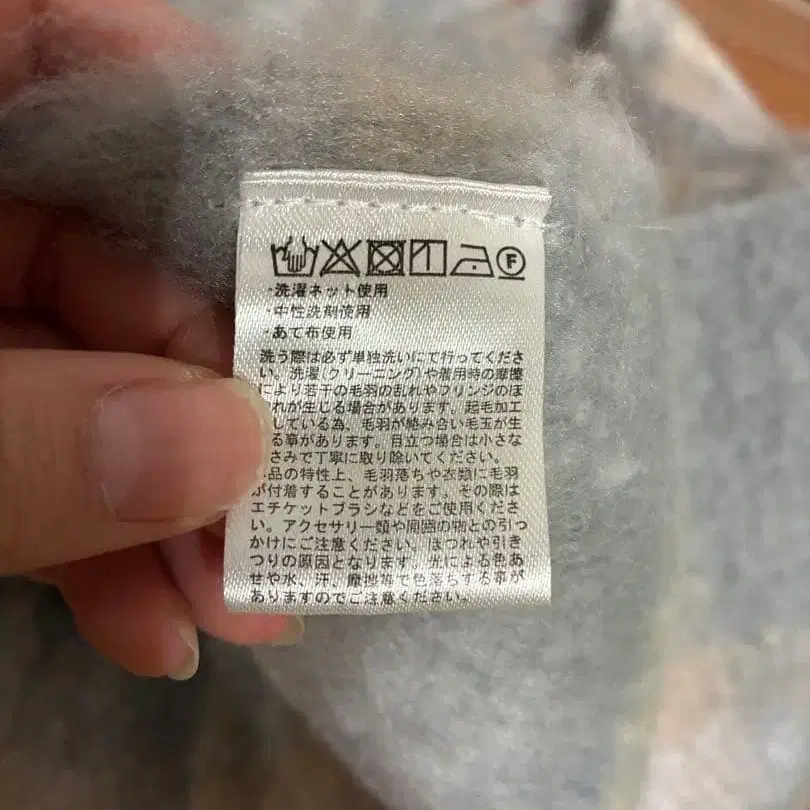 F
・洗濯ネット使用
・中性洗剤使用
・あて布使用
洗う際は必ず単独洗いにて行ってくださ
い。洗濯(クリーニング)や着用時の摩擦
により若干の毛羽の乱れやフリンジのほ
れが生じる場合があります。起毛加工
している為、毛羽が絡み合い毛玉が生
る事があります。目立つ場合は小さな
さみで丁寧に取り除いてください。
品の特性上、毛羽落ちや衣類に毛羽
が付着することがあります。その際は
エチケットブラシなどをご使用くださ
い。アクセサリー類や周囲の物との引っ
かけにご注意ください。ほつれや引き
つりの原因となります。光による色あ
せや水、汗、摩擦等で色落ちする事が
ありますのでご注意ください。